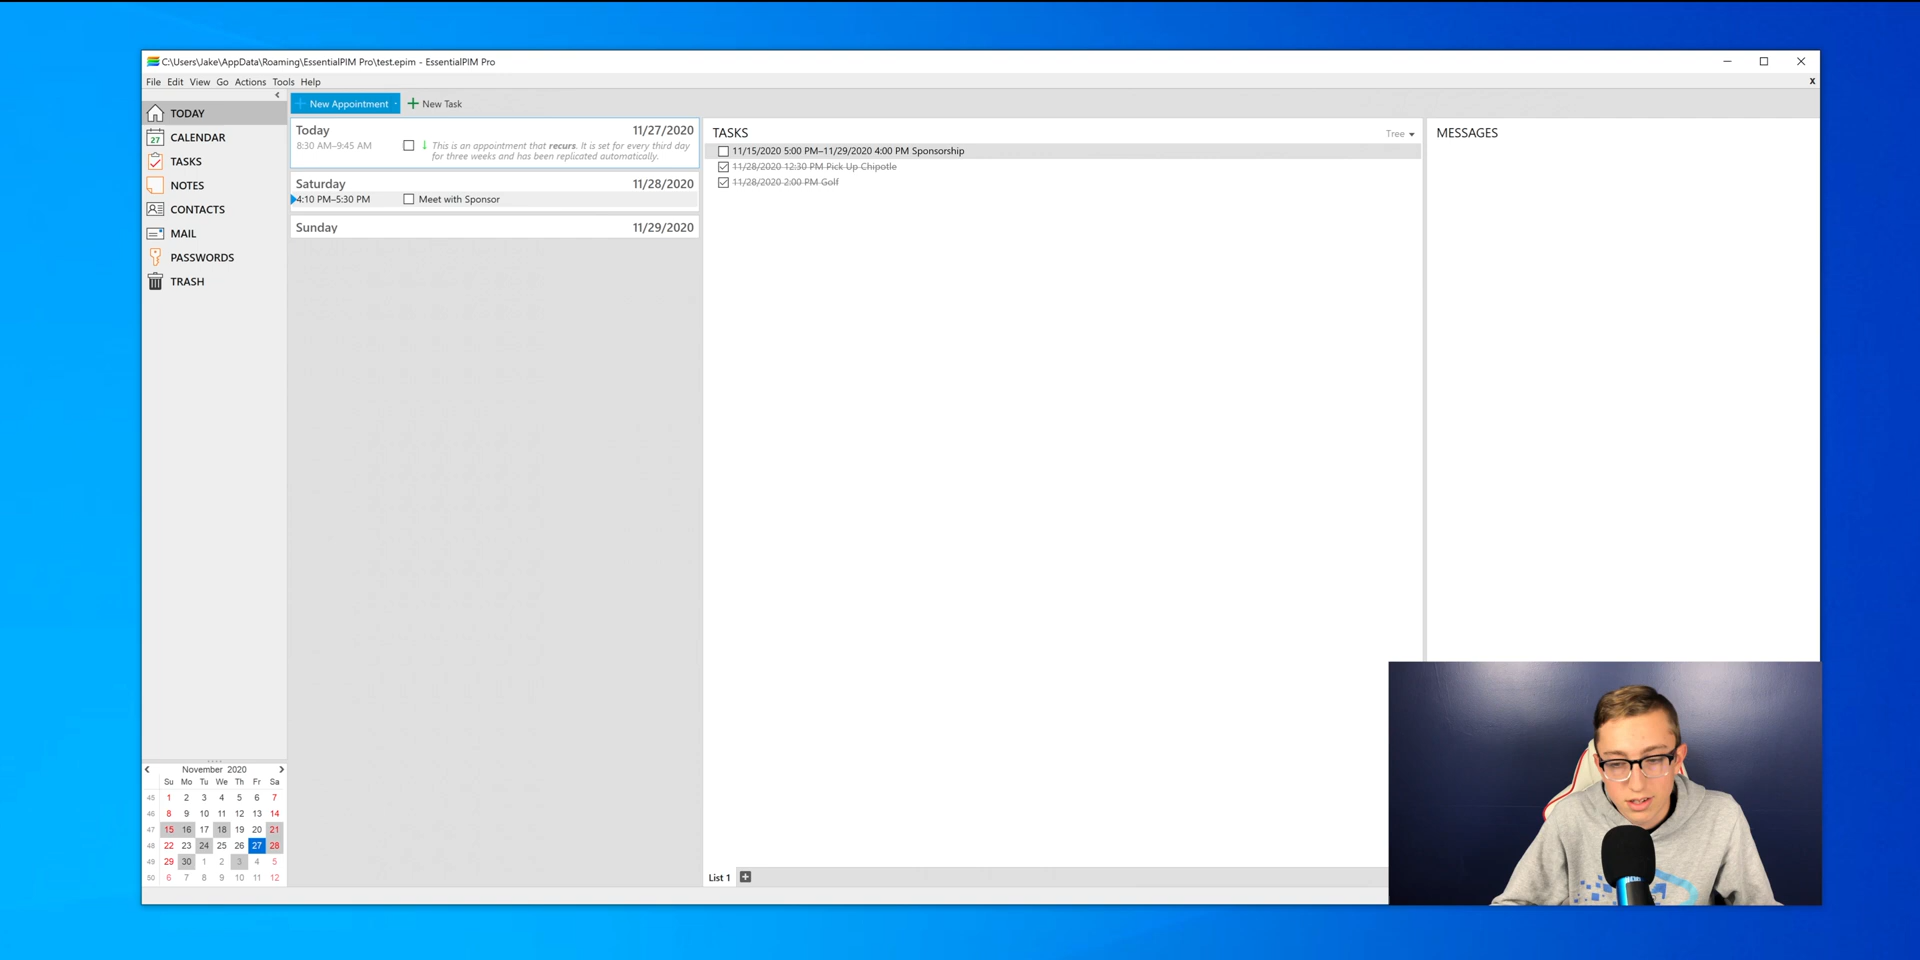 C:\Users\Jake\AppData\Roaming\EssentialPIM Pro\test.epim - EssentialPIM Pro
File Edit View Go Actions Tools Help
x
TODAY
27 CALENDAR
TASKS
NOTES
CONTACTS
MAIL
PASSWORDS
TRASH
New Appointment
New Task
Today 11/27/2020
8:30 AM–9:45 AM This is an appointment that recurs. It is set for every third day
for three weeks and has been replicated automatically.
Saturday 11/28/2020
4:10 PM–5:30 PM Meet with Sponsor
Sunday 11/29/2020
TASKS
Tree
11/15/2020 5:00 PM–11/29/2020 4:00 PM Sponsorship
11/28/2020 12:30 PM Pick Up Chipotle
11/28/2020 2:00 PM Golf
MESSAGES
November 2020
Su Mo Tu We Th Fr Sa
45 1 2 3 4 5 6 7
46 8 9 10 11 12 13 14
47 15 16 17 18 19 20 21
48 22 23 24 25 26 27 28
49 29 30 1 2 3 4 5
50 6 7 8 9 10 11 12
List 1